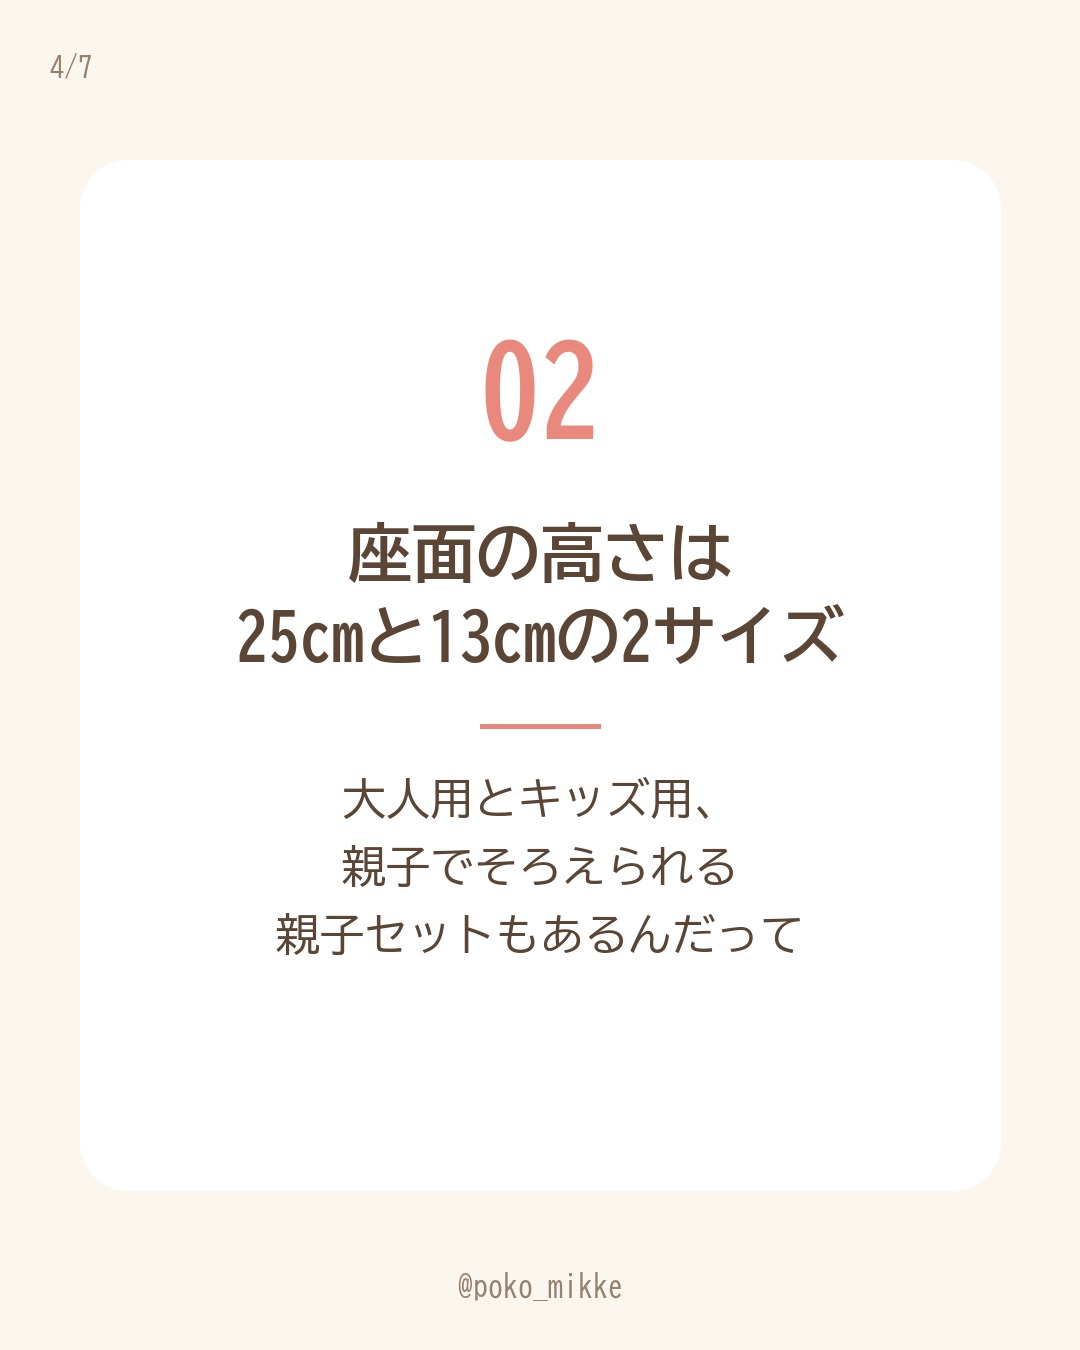 4/7
02
座面の高さは
25cmと13cmの2サイズ
大人用とキッズ用、
親子でそろえられる
親子セットもあるんだって
@poko_mikke